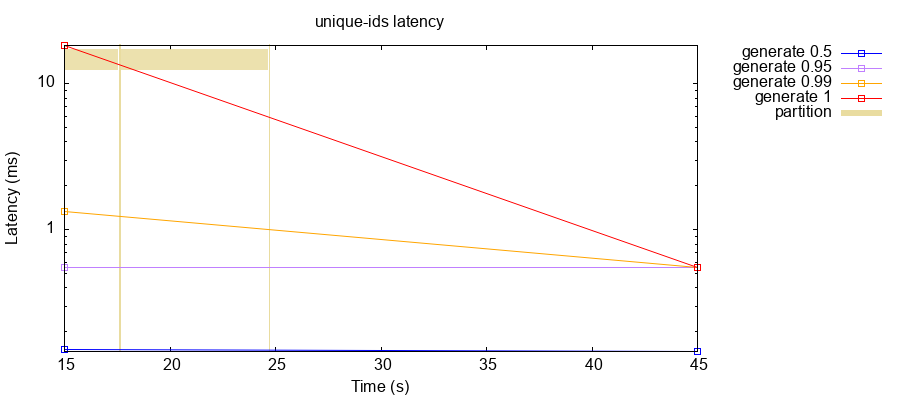 unique-ids latency
generate 0.5
generate 0.95
generate 0.99
generate 1
partition
Latency (ms)
10
1
15 20 25 30 35 40 45
Time (s)